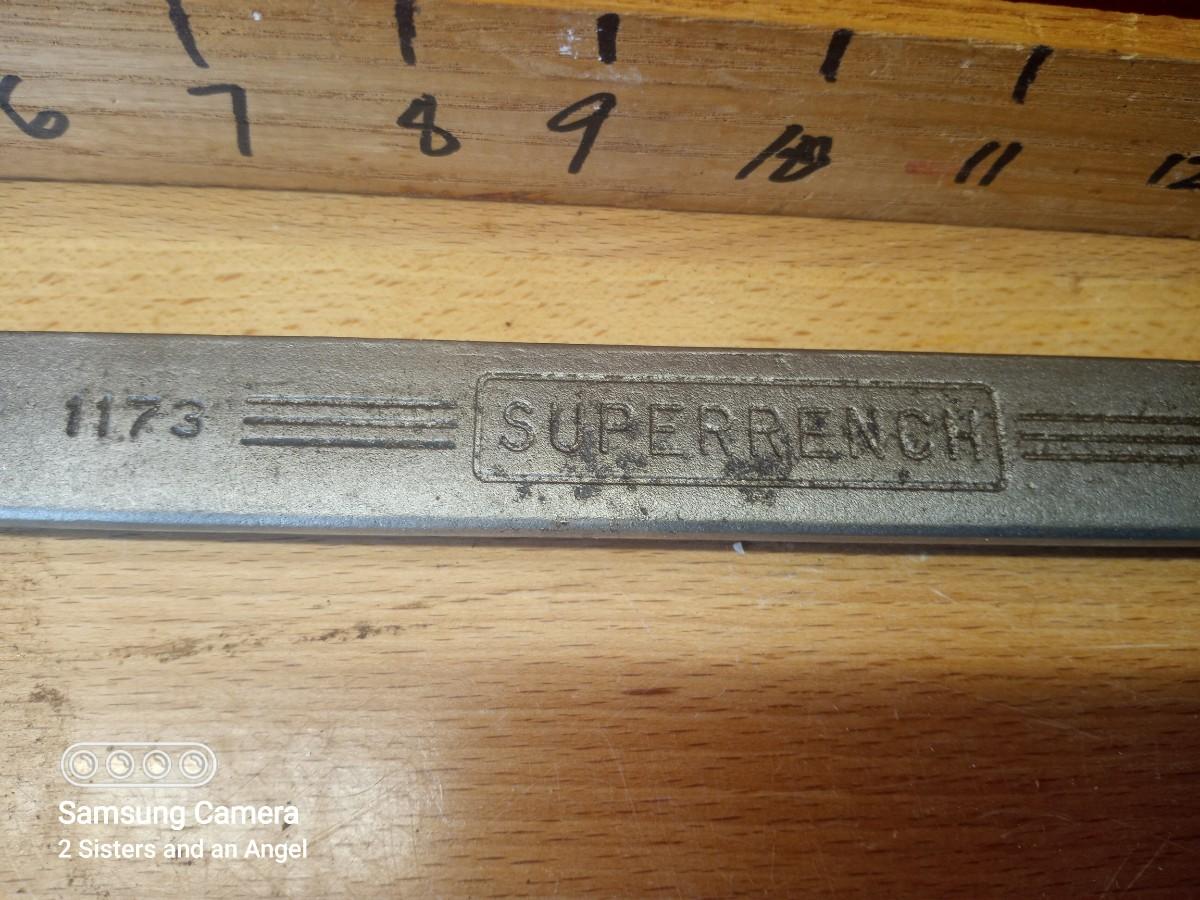 6 7 8 9 10 11 12
1173 SUPERRENCH
Samsung Camera
2 Sisters and an Angel